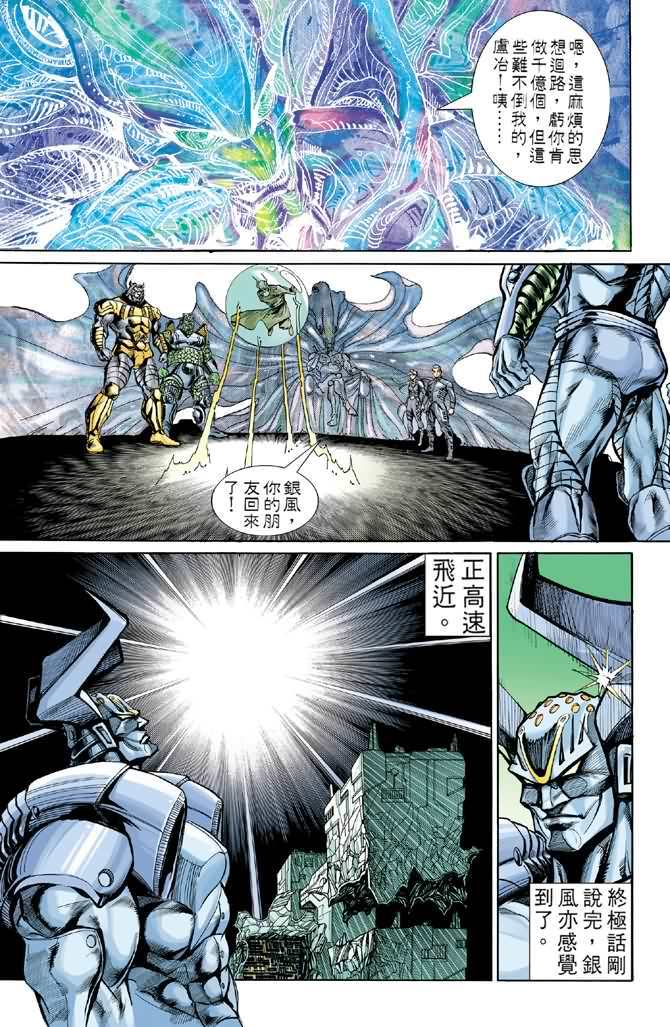 嗯，這麻煩的思
想迴路，虧你肯
做千億個，但這
些難不倒我的，
盧冶！咦……
銀風，
你的朋
友回來
了！
終極話剛
說完，銀
風亦感覺
到了。
正高速
飛近。